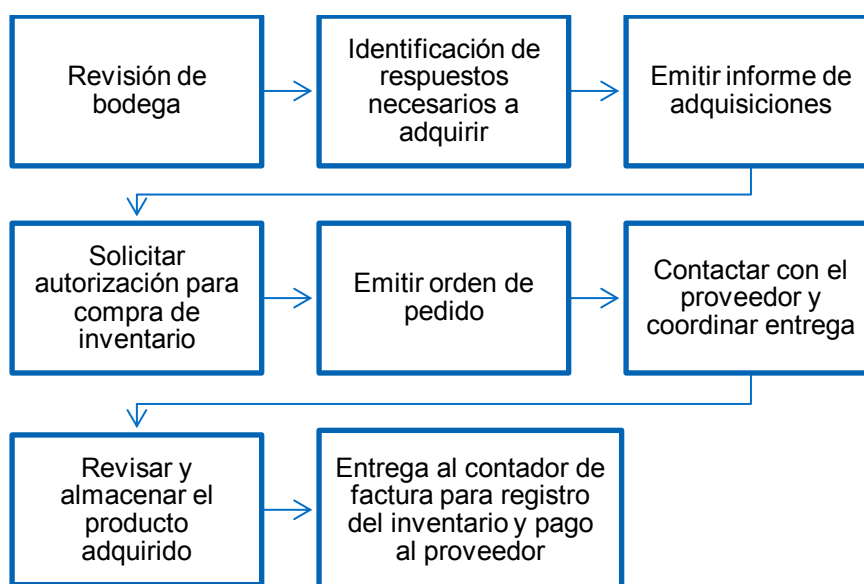 Revisión de
bodega
Identificación de
respuestos
necesarios a
adquirir
Emitir informe de
adquisiciones
Solicitar
autorización para
compra de
inventario
Emitir orden de
pedido
Contactar con el
proveedor y
coordinar entrega
Revisar y
almacenar el
producto
adquirido
Entrega al contador de
factura para registro
del inventario y pago
al proveedor